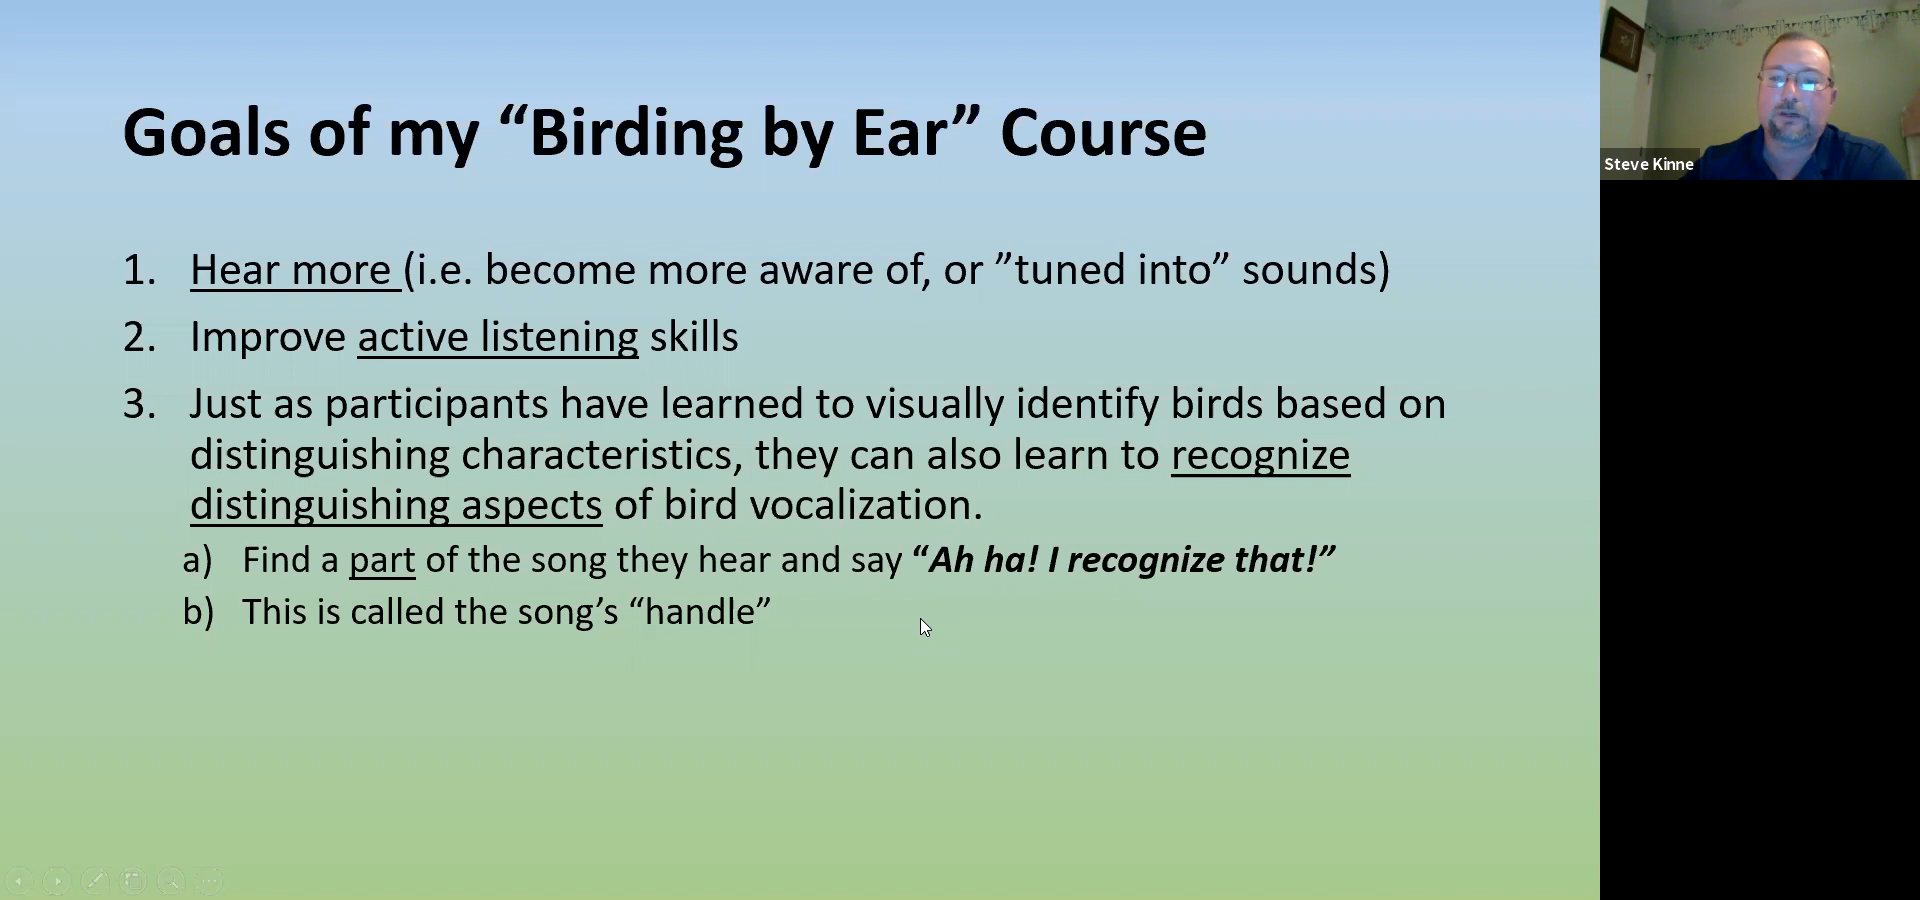 Goals of my “Birding by Ear” Course
1. Hear more (i.e. become more aware of, or ”tuned into” sounds)
2. Improve active listening skills
3. Just as participants have learned to visually identify birds based on
distinguishing characteristics, they can also learn to recognize
distinguishing aspects of bird vocalization.
a) Find a part of the song they hear and say “Ah ha! I recognize that!”
b) This is called the song’s “handle”
Steve Kinne